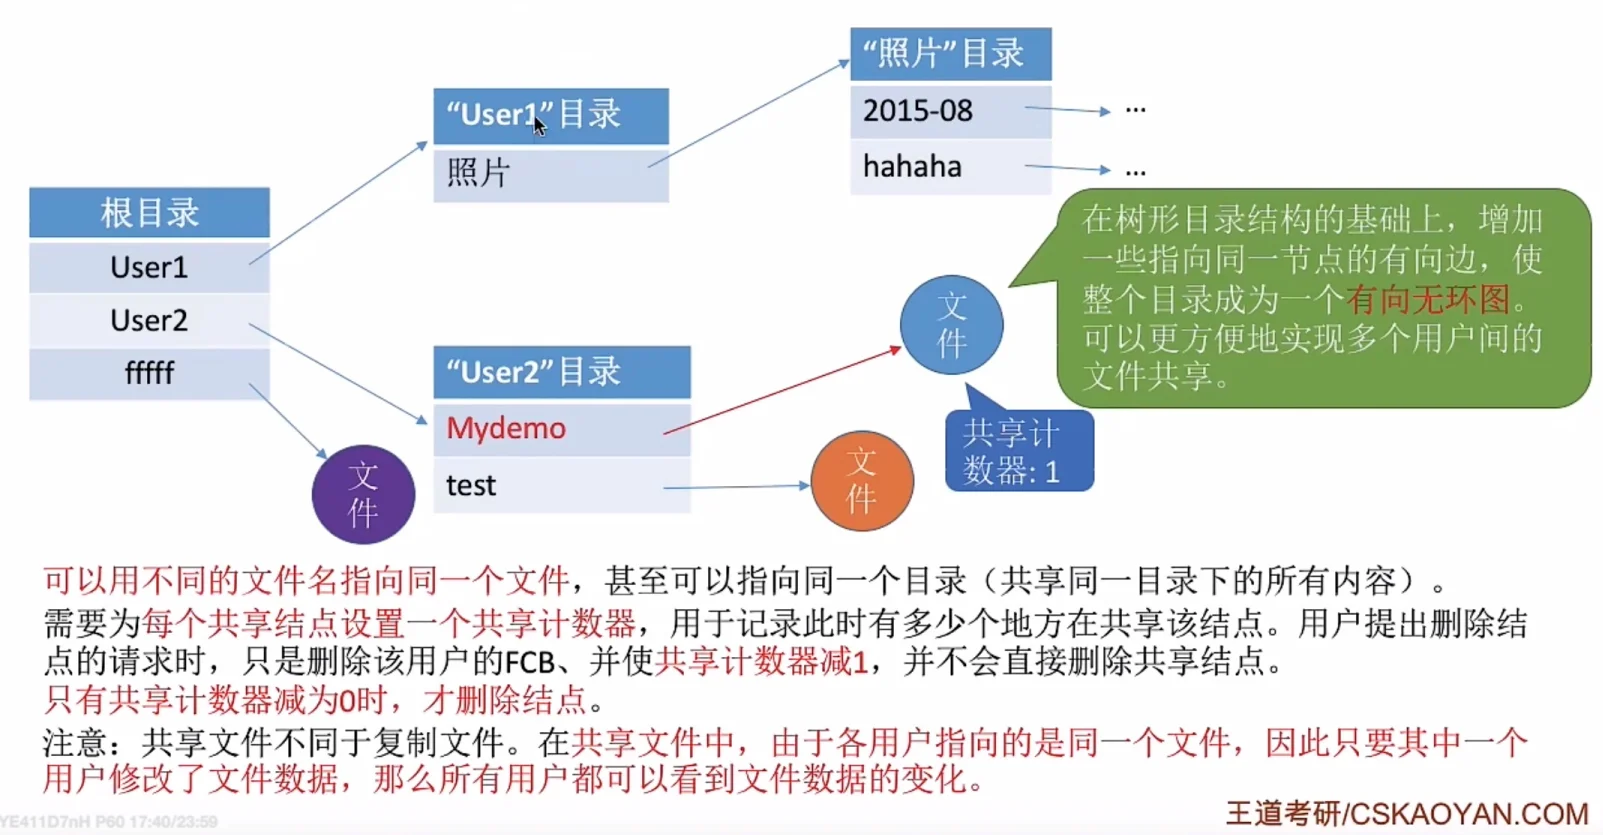 “照片”目录
2015-08
...
hahaha
...
“User1”目录
照片
根目录
User1
User2
fffff
文
件
“User2”目录
Mydemo
test
文
件
文
件
共享计
数器: 1
在树形目录结构的基础上，增加
一些指向同一节点的有向边，使
整个目录成为一个有向无环图。
可以更方便地实现多个用户间的
文件共享。
可以用不同的文件名指向同一个文件，甚至可以指向同一个目录（共享同一目录下的所有内容）。
需要为每个共享结点设置一个共享计数器，用于记录此时有多少个地方在共享该结点。用户提出删除结
点的请求时，只是删除该用户的FCB、并使共享计数器减1，并不会直接删除共享结点。
只有共享计数器减为0时，才删除结点。
注意：共享文件不同于复制文件。在共享文件中，由于各用户指向的是同一个文件，因此只要其中一个
用户修改了文件数据，那么所有用户都可以看到文件数据的变化。
王道考研/CSKAOYAN.COM
YE411D7nH P60 17:40/23:59